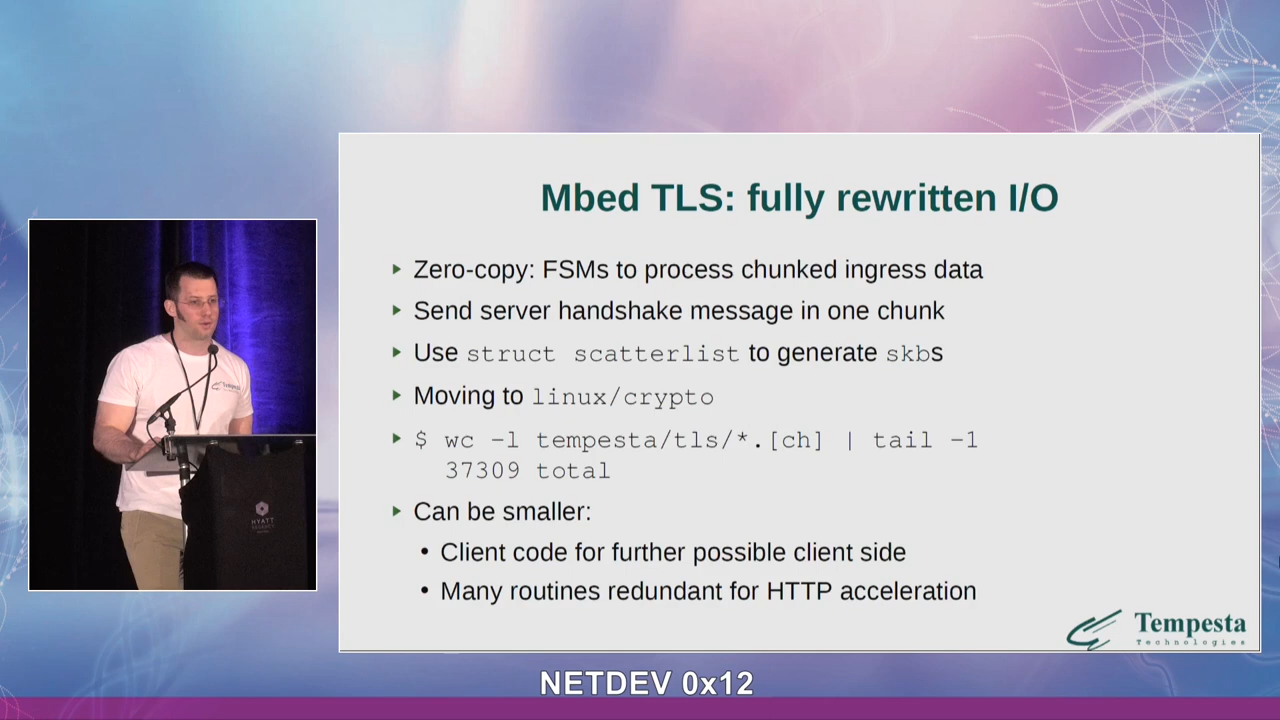 Mbed TLS: fully rewritten I/O
Zero-copy: FSMs to process chunked ingress data
Send server handshake message in one chunk
Use struct scatterlist to generate skbs
Moving to linux/crypto
$ wc -l tempesta/tls/*.[ch] | tail -1
37309 total
Can be smaller:
Client code for further possible client side
Many routines redundant for HTTP acceleration
Tempesta
Technologies
Tempesta
HYATT
NETDEV 0x12